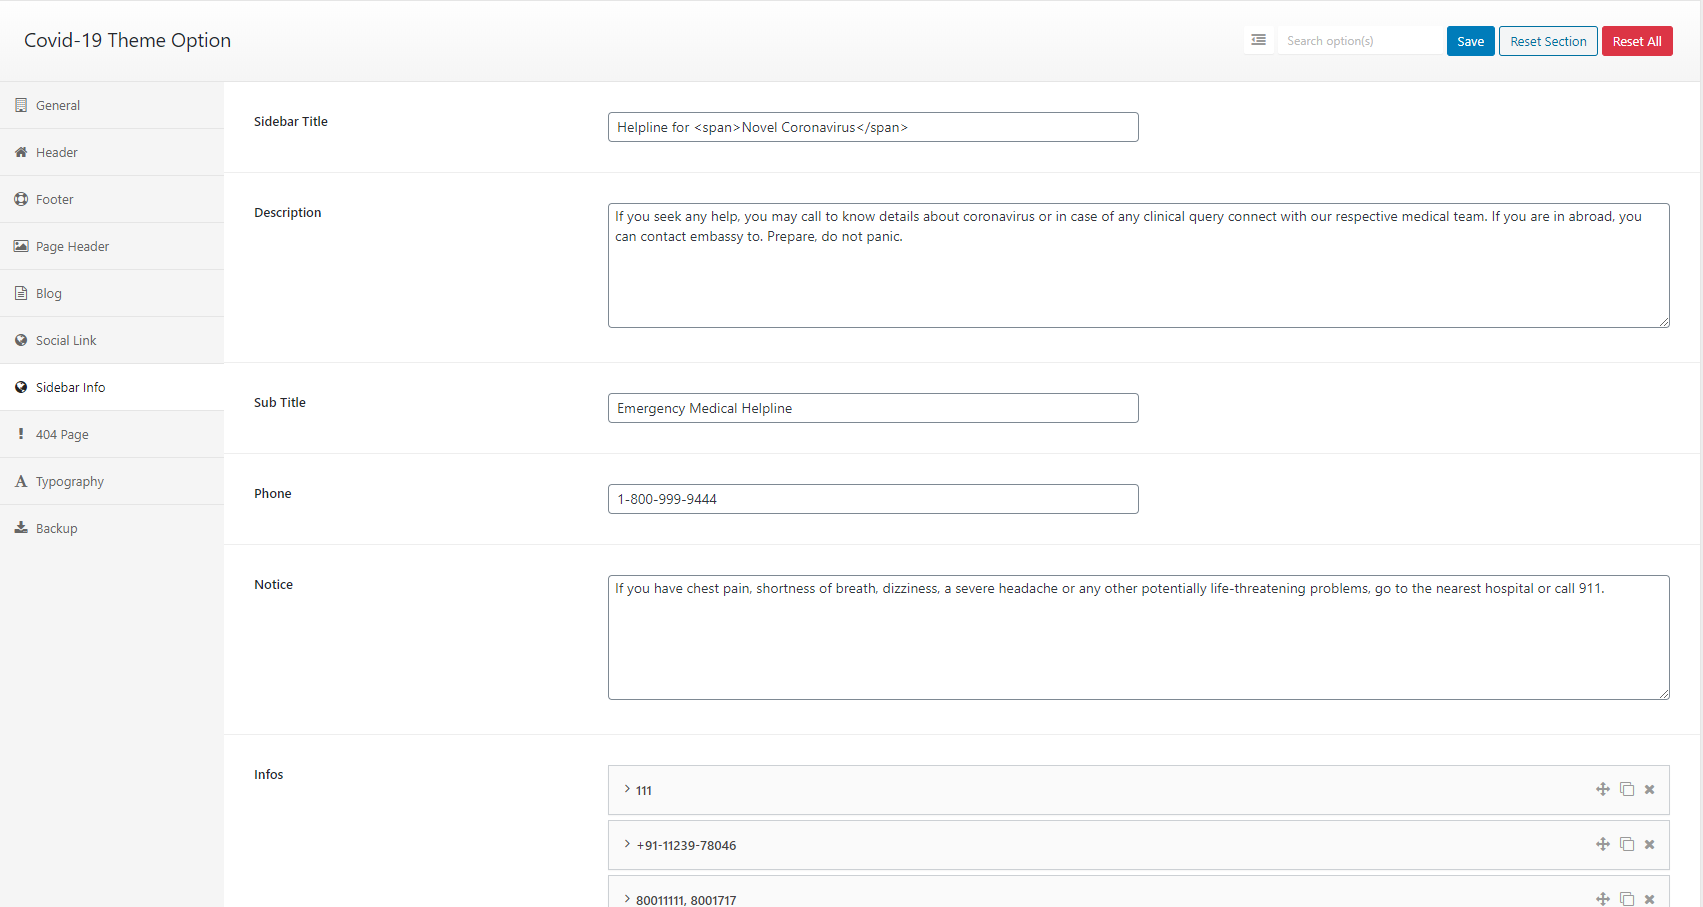 Covid-19 Theme Option
Search option(s)
Save
Reset Section
Reset All
General
Header
Footer
Page Header
Blog
Social Link
Sidebar Info
404 Page
Typography
Backup
Sidebar Title
Helpline for <span>Novel Coronavirus</span>
Description
If you seek any help, you may call to know details about coronavirus or in case of any clinical query connect with our respective medical team. If you are in abroad, you
can contact embassy to. Prepare, do not panic.
Sub Title
Emergency Medical Helpline
Phone
1-800-999-9444
Notice
If you have chest pain, shortness of breath, dizziness, a severe headache or any other potentially life-threatening problems, go to the nearest hospital or call 911.
Infos
111
+91-11239-78046
80011111, 8001717